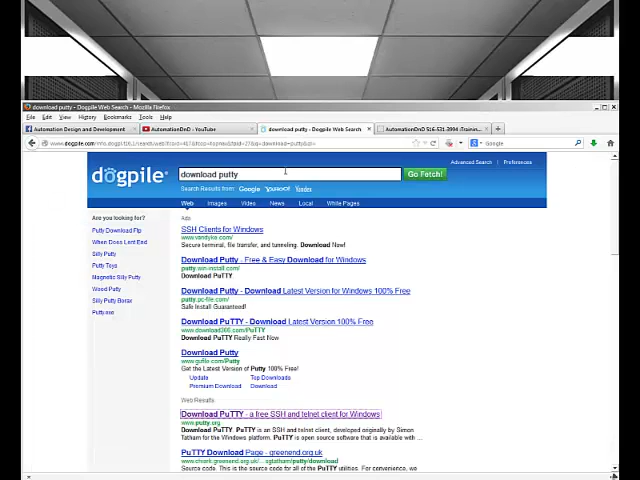 download putty - Dogpile Web Search - Mozilla Firefox
File Edit View History Bookmarks Tools Help
Automation Design and Development
AutomationDnD - YouTube
download putty - Dogpile Web Search
AutomationDnD 516-531-3994
Google
Advanced Search | Preferences
dogpile
download putty
Go Fetch!
Search Results from: Google Yahoo! Yandex
Web Images Video News Local White Pages
Are you looking for?
Putty Download Ftp
When Does Lent End
Silly Putty
Putty Toys
Magnetic Silly Putty
Wood Putty
Silly Putty Borax
Putty.exe
Ads
SSH Clients for Windows
www.vandyke.com/
Secure terminal, file transfer, and tunneling. Download Now!
Download Putty - Free & Easy Download for Windows
putty.win-install.com/
Download PuTTY.
Download Putty - Download Latest Version for Windows 100% Free
putty.pc-file.com/
Safe Install Guaranteed!
Download PuTTY - Download Latest Version 100% Free
www.download366.com/PuTTY
Download PuTTY Really Fast Now
Download Putty
Get the Latest Version of Putty 100% Free!
Update Top Downloads
Premium Download Download
Web Results
Download PuTTY - a free SSH and telnet client for Windows
www.putty.org
Download PuTTY. PuTTY is an SSH and telnet client, developed originally by Simon
Tatham for the Windows platform. PuTTY is open source software that is available with ...
PuTTY Download Page - greenend.org.uk
Source code. This is the source code for all of the PuTTY utilities. For convenience, we